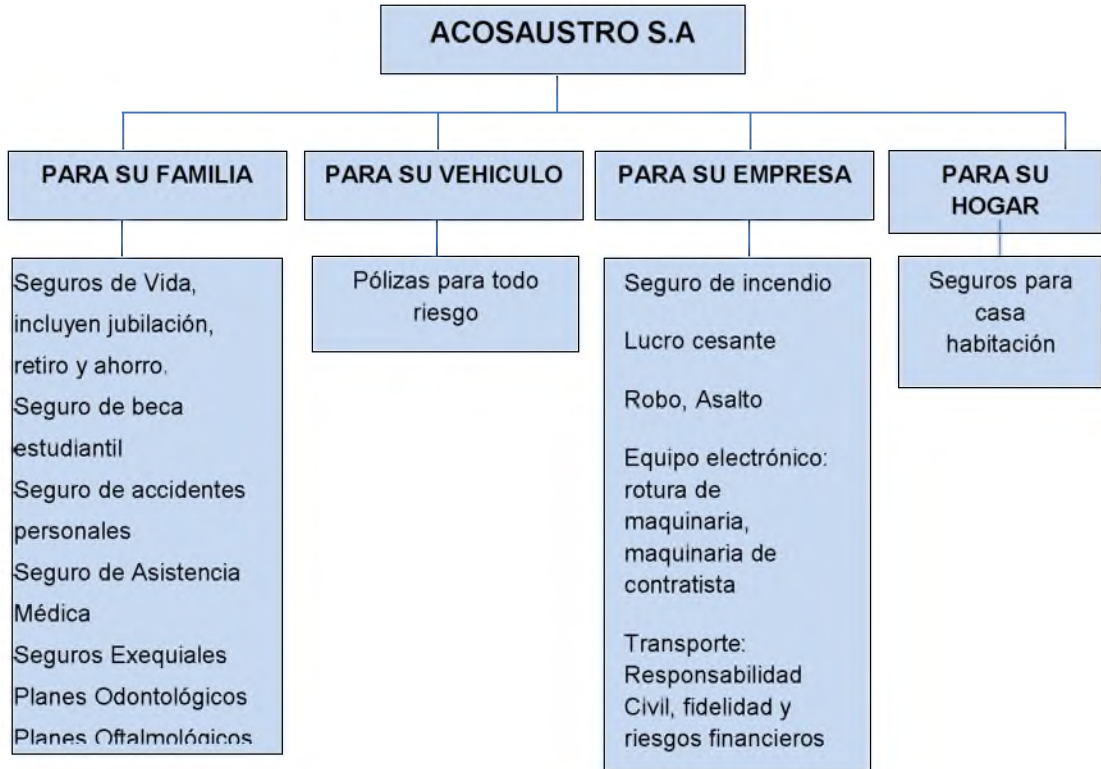 ACOSAUSTRO S.A
PARA SU FAMILIA
Seguros de Vida,
incluyen jubilación,
retiro y ahorro.
Seguro de beca
estudiantil
Seguro de accidentes
personales
Seguro de Asistencia
Médica
Seguros Exequiales
Planes Odontológicos
Planes Oftalmológicos
PARA SU VEHICULO
Pólizas para todo
riesgo
PARA SU EMPRESA
Seguro de incendio
Lucro cesante
Robo, Asalto
Equipo electrónico:
rotura de
maquinaria,
maquinaria de
contratista
Transporte:
Responsabilidad
Civil, fidelidad y
riesgos financieros
PARA SU
HOGAR
Seguros para
casa
habitación